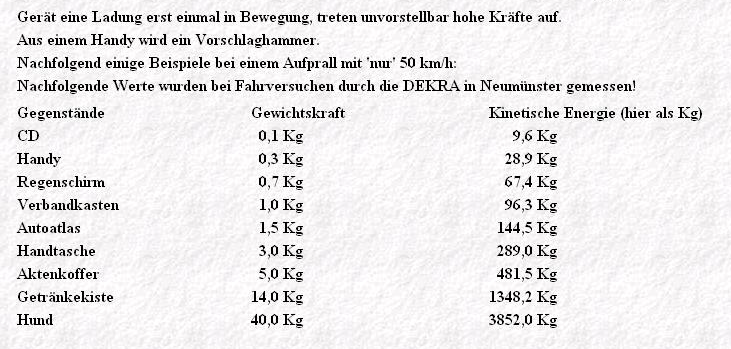 Gerät eine Ladung erst einmal in Bewegung, treten unvorstellbar hohe Kräfte auf.
Aus einem Handy wird ein Vorschlaghammer.
Nachfolgend einige Beispiele bei einem Aufprall mit 'nur' 50 km/h:
Nachfolgende Werte wurden bei Fahrversuchen durch die DEKRA in Neumünster gemessen!
Gegenstände Gewichtskraft Kinetische Energie (hier als Kg)
CD 0,1 Kg 9,6 Kg
Handy 0,3 Kg 28,9 Kg
Regenschirm 0,7 Kg 67,4 Kg
Verbandkasten 1,0 Kg 96,3 Kg
Autoatlas 1,5 Kg 144,5 Kg
Handtasche 3,0 Kg 289,0 Kg
Aktenkoffer 5,0 Kg 481,5 Kg
Getränkekiste 14,0 Kg 1348,2 Kg
Hund 40,0 Kg 3852,0 Kg